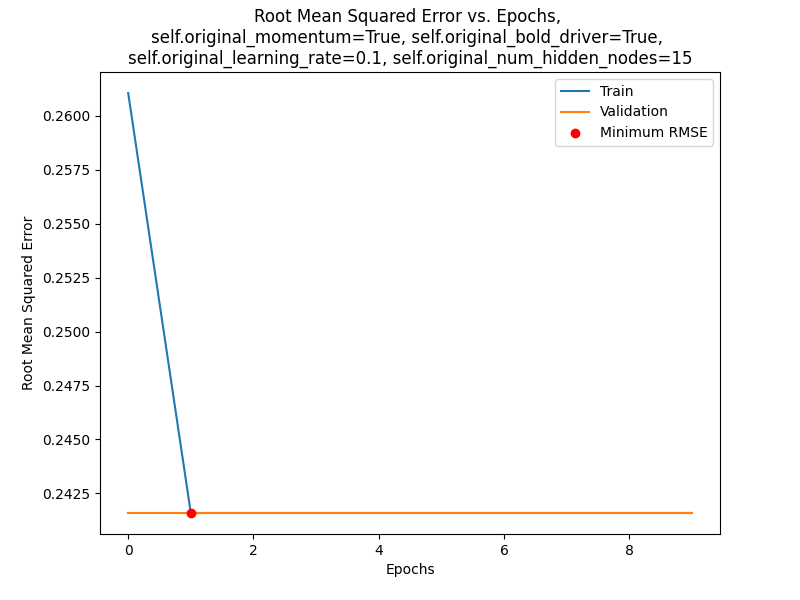 Root Mean Squared Error vs. Epochs,
self.original_momentum=True, self.original_bold_driver=True,
self.original_learning_rate=0.1, self.original_num_hidden_nodes=15
Train
Validation
Minimum RMSE
Root Mean Squared Error
0.2600
0.2575
0.2550
0.2525
0.2500
0.2475
0.2450
0.2425
0 2 4 6 8
Epochs